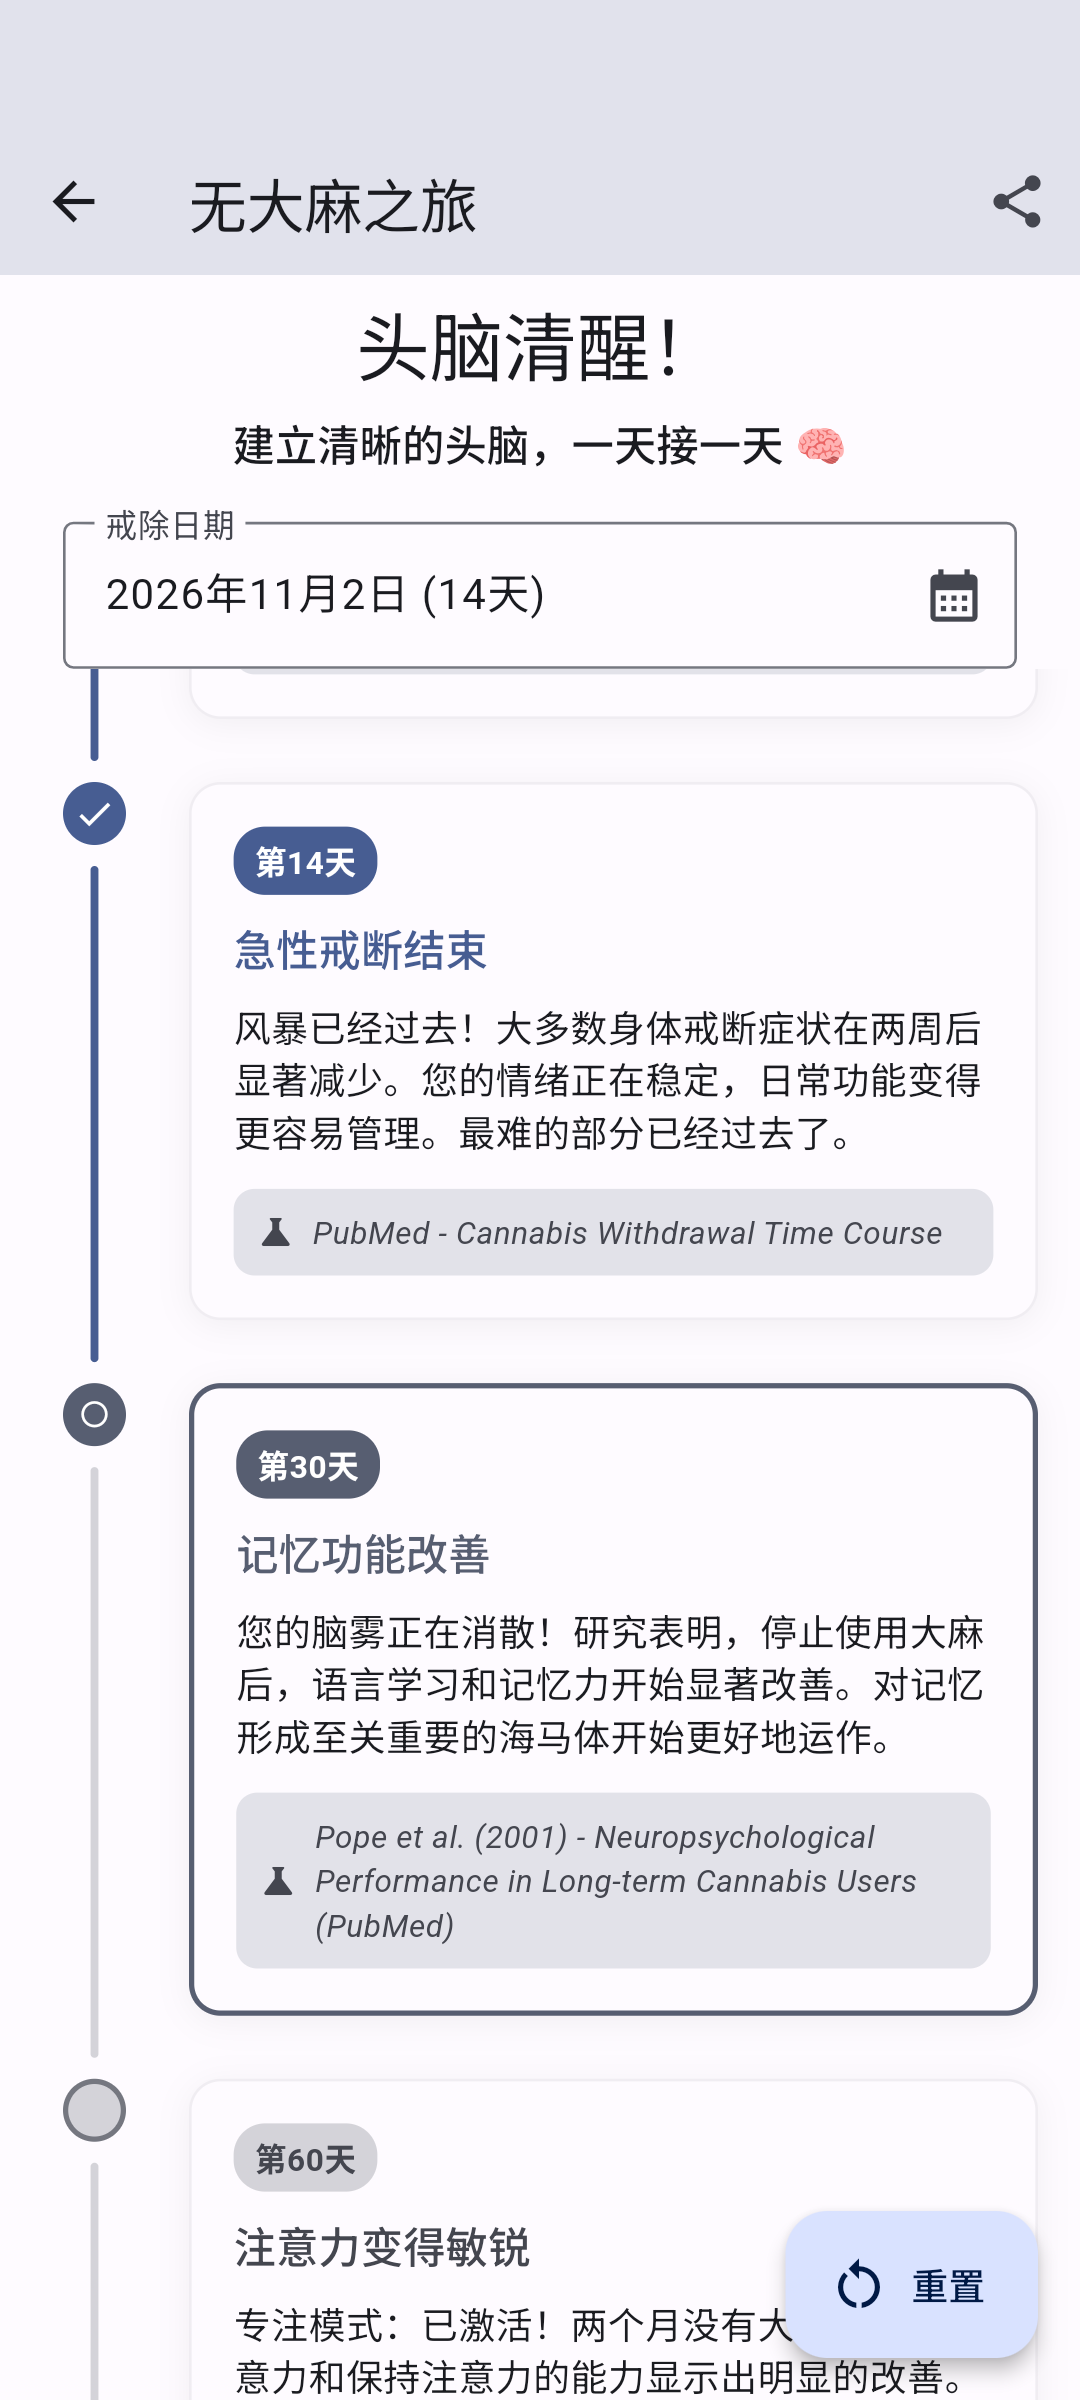 无大麻之旅
头脑清醒！
建立清晰的头脑，一天接一天 🧠
戒除日期
2026年11月2日 (14天)
第14天
急性戒断结束
风暴已经过去！大多数身体戒断症状在两周后
显著减少。您的情绪正在稳定，日常功能变得
更容易管理。最难的部分已经过去了。
PubMed - Cannabis Withdrawal Time Course
第30天
记忆功能改善
您的脑雾正在消散！研究表明，停止使用大麻
后，语言学习和记忆力开始显著改善。对记忆
形成至关重要的海马体开始更好地运作。
Pope et al. (2001) - Neuropsychological
Performance in Long-term Cannabis Users
(PubMed)
第60天
注意力变得敏锐
重置
专注模式：已激活！两个月没有大
意力和保持注意力的能力显示出明显的改善。